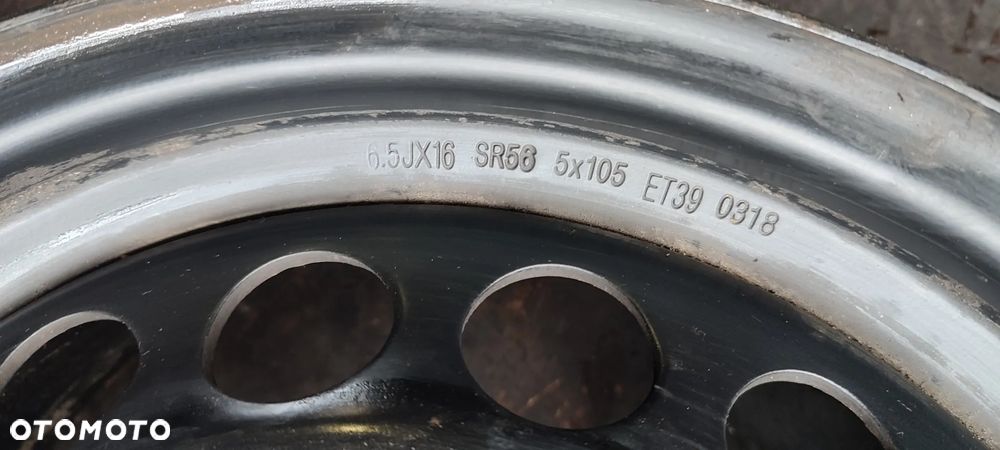 6.5JX16 SR56 5x105 ET39 0318
OTOMOTO